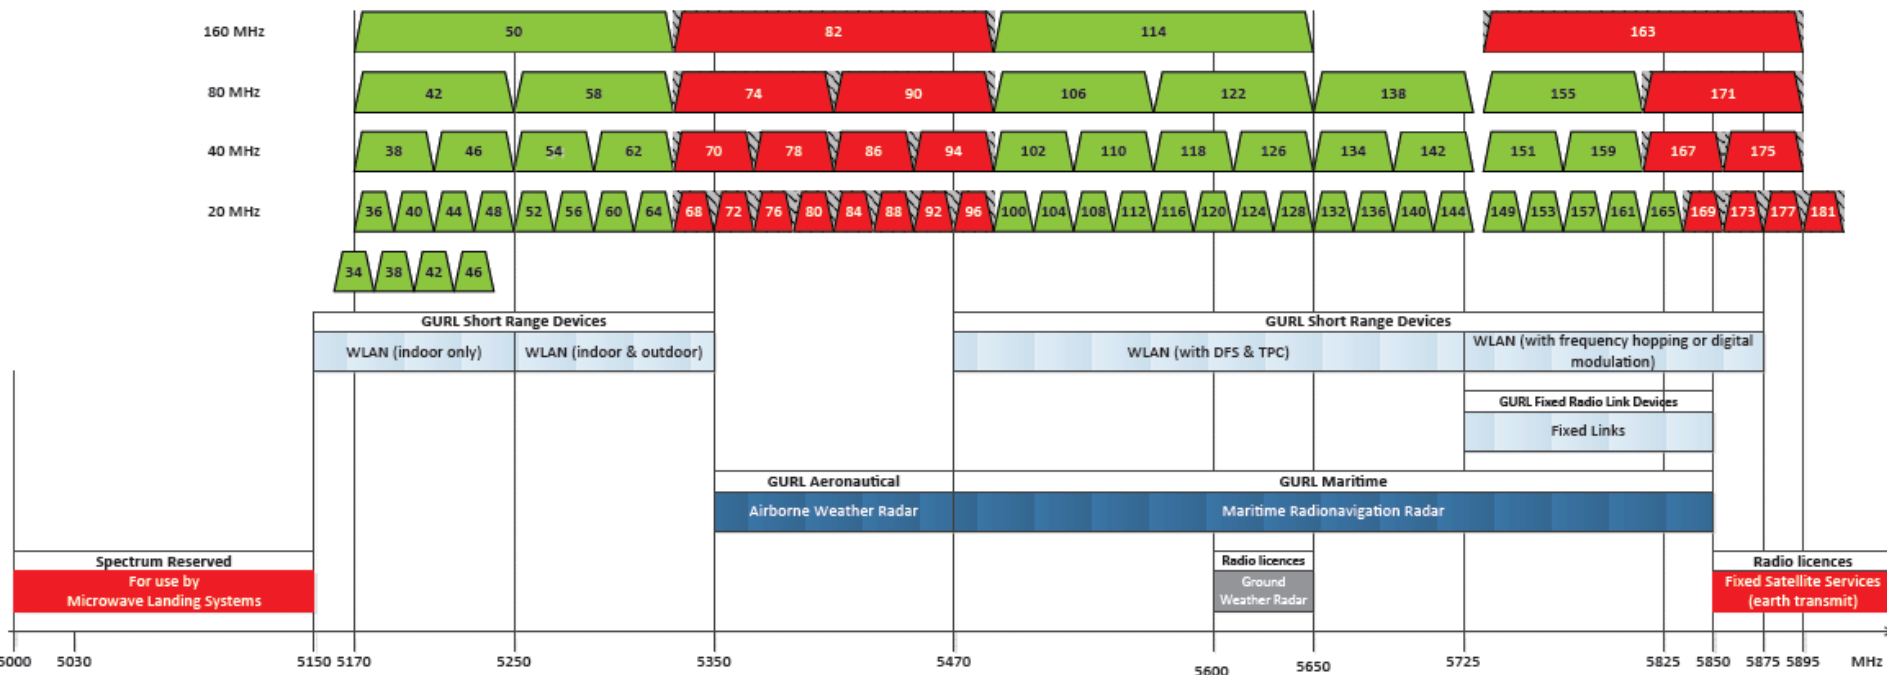 160 MHz 50 82 114 163
80 MHz 42 58 74 90 106 122 138 155 171
40 MHz 38 46 54 62 70 78 86 94 102 110 118 126 134 142 151 159 167 175
20 MHz 36 40 44 48 52 56 60 64 68 72 76 80 84 88 92 96 100 104 108 112 116 120 124 128 132 136 140 144 149 153 157 161 165 169 173 177 181
34 38 42 46
GURL Short Range Devices GURL Short Range Devices
WLAN (indoor only) WLAN (indoor & outdoor) WLAN (with DFS & TPC) WLAN (with frequency hopping or digital
modulation)
GURL Fixed Radio Link Devices
Fixed Links
GURL Aeronautical GURL Maritime
Airborne Weather Radar Maritime Radionavigation Radar
Spectrum Reserved Radio licences Radio licences
For use by Ground Fixed Satellite Services
Microwave Landing Systems Weather Radar (earth transmit)
5000 5030 5150 5170 5250 5350 5470 5600 5650 5725 5825 5850 5875 5895 MHz